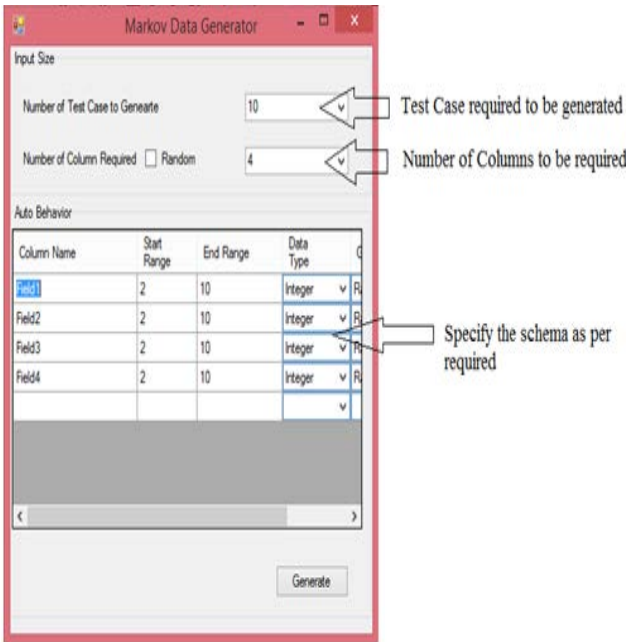 Markov Data Generator
Input Size
Number of Test Case to Genearte 10
Test Case required to be generated
Number of Column Required Random 4
Number of Columns to be required
Auto Behavior
Column Name Start Range End Range Data Type
Field1 2 10 Integer
Field2 2 10 Integer
Field3 2 10 Integer
Field4 2 10 Integer
Specify the schema as per
required
Generate